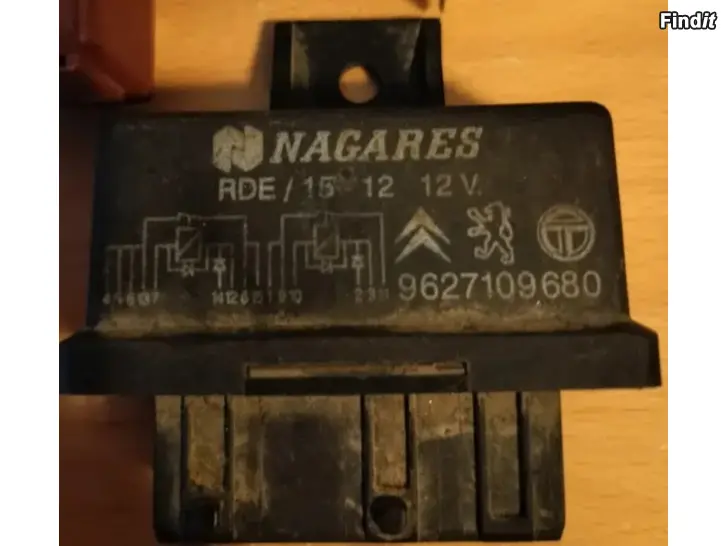 Findit
NAGARES
RDE / 15 12 12 V.
9627109680